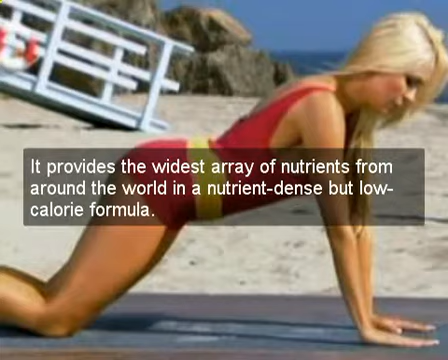 It provides the widest array of nutrients from
around the world in a nutrient-dense but low-
calorie formula.